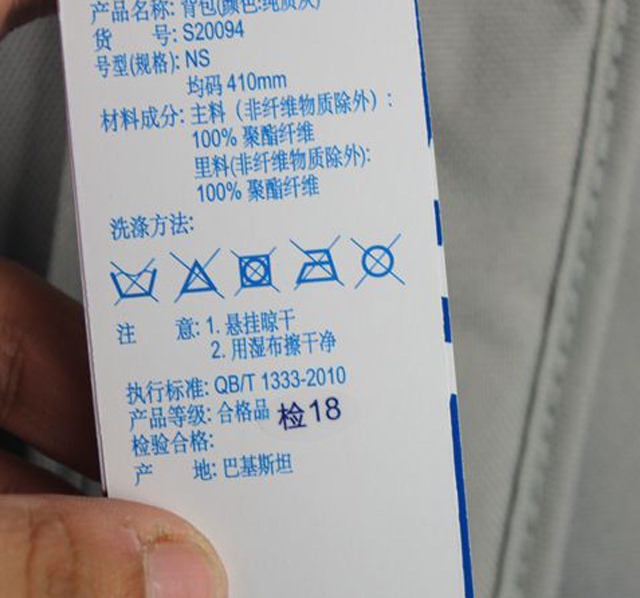 产品名称: 背包(颜色:纯质灰)
货 号: S20094
号型(规格): NS
均码 410mm
材料成分: 主料（非纤维物质除外）:
100% 聚酯纤维
里料(非纤维物质除外):
100% 聚酯纤维
洗涤方法:
注 意: 1. 悬挂晾干
2. 用湿布擦干净
执行标准: QB/T 1333-2010
产品等级: 合格品
检验合格: 检18
产 地: 巴基斯坦